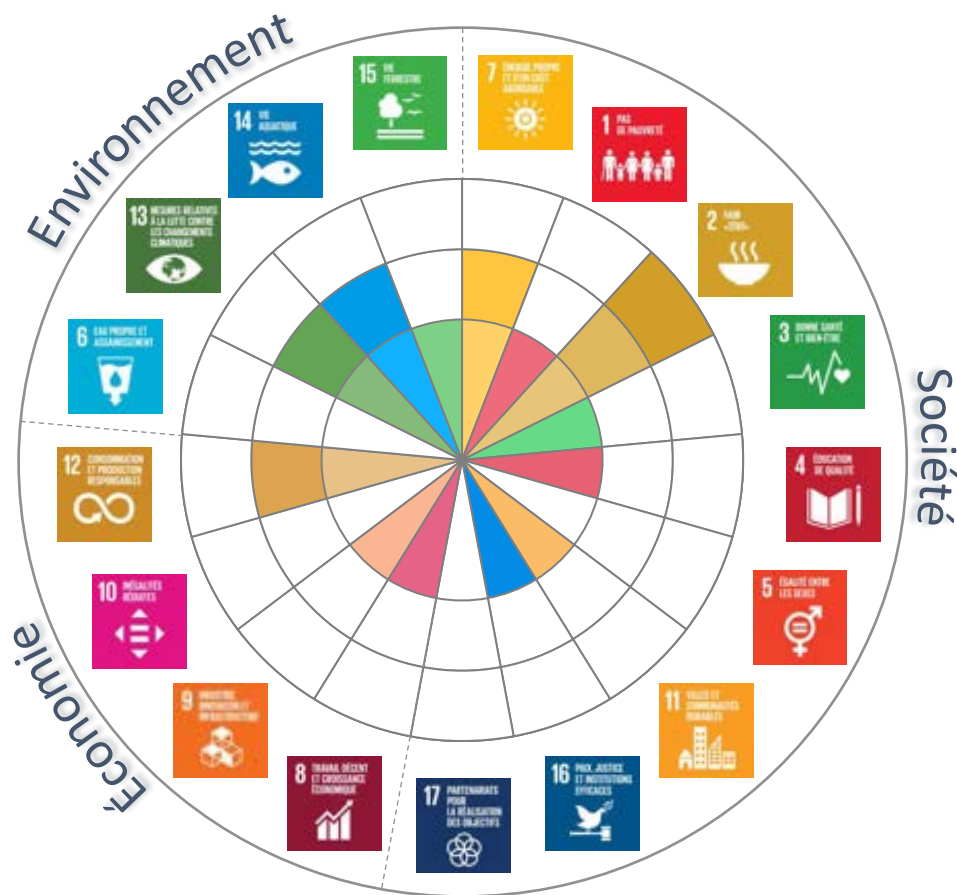 Environnement
Société
Économie
7 ÉNERGIE PROPRE
ET D'UN COÛT
ABORDABLE
1 PAS
DE PAUVRETÉ
2 FAIM
«ZÉRO»
3 BONNE SANTÉ
ET BIEN-ÊTRE
4 ÉDUCATION
DE QUALITÉ
5 ÉGALITÉ ENTRE
LES SEXES
11 VILLES ET
COMMUNAUTÉS
DURABLES
16 PAIX, JUSTICE
ET INSTITUTIONS
EFFICACES
17 PARTENARIATS
POUR
LA RÉALISATION
DES OBJECTIFS
8 TRAVAIL DÉCENT
ET CROISSANCE
ÉCONOMIQUE
9 INDUSTRIE,
INNOVATION ET
INFRASTRUCTURE
10 INÉGALITÉS
RÉDUITES
12 CONSOMMATION
ET PRODUCTION
RESPONSABLES
6 EAU PROPRE ET
ASSAINISSEMENT
13 MESURES RELATIVES
À LA LUTTE CONTRE
LES CHANGEMENTS
CLIMATIQUES
14 VIE
AQUATIQUE
15 VIE
TERRESTRE